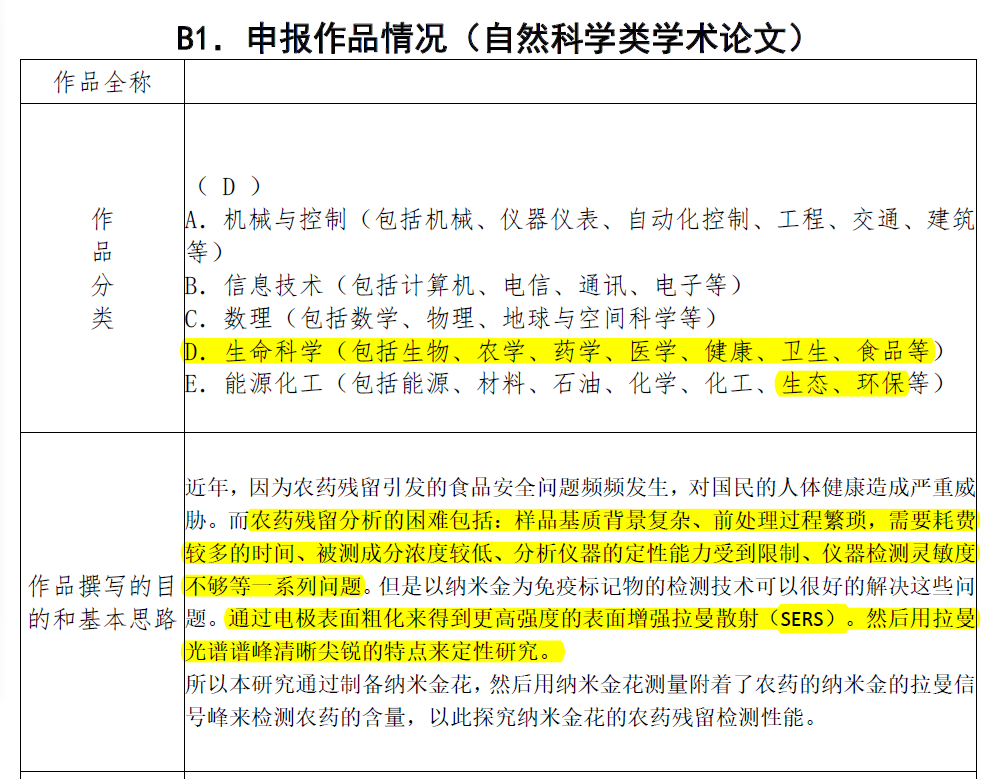 B1．申报作品情况（自然科学类学术论文）
作品全称
作品分类
（ D ）
A．机械与控制（包括机械、仪器仪表、自动化控制、工程、交通、建筑
等）
B．信息技术（包括计算机、电信、通讯、电子等）
C．数理（包括数学、物理、地球与空间科学等）
D．生命科学（包括生物、农学、药学、医学、健康、卫生、食品等）
E．能源化工（包括能源、材料、石油、化学、化工、生态、环保等）
作品撰写的目
的和基本思路
近年，因为农药残留引发的食品安全问题频频发生，对国民的人体健康造成严重威
胁。而农药残留分析的困难包括：样品基质背景复杂、前处理过程繁琐，需要耗费
较多的时间、被测成分浓度较低、分析仪器的定性能力受到限制、仪器检测灵敏度
不够等一系列问题。但是以纳米金为免疫标记物的检测技术可以很好的解决这些问
题。通过电极表面粗化来得到更高强度的表面增强拉曼散射（SERS）。然后用拉曼
光谱谱峰清晰尖锐的特点来定性研究。
所以本研究通过制备纳米金花，然后用纳米金花测量附着了农药的纳米金的拉曼信
号峰来检测农药的含量，以此探究纳米金花的农药残留检测性能。